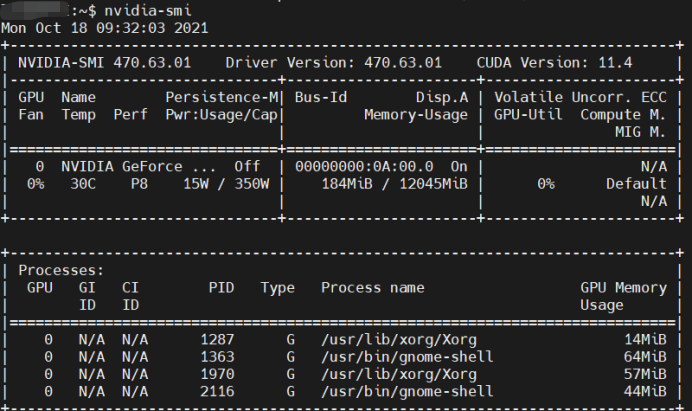 :~$ nvidia-smi
Mon Oct 18 09:32:03 2021
+-----------------------------------------------------------------------------+
| NVIDIA-SMI 470.63.01    Driver Version: 470.63.01    CUDA Version: 11.4     |
|-------------------------------+----------------------+----------------------+
| GPU  Name        Persistence-M| Bus-Id        Disp.A | Volatile Uncorr. ECC |
| Fan  Temp  Perf  Pwr:Usage/Cap|         Memory-Usage | GPU-Util  Compute M. |
|                               |                      |               MIG M. |
|===============================+======================+======================|
|   0  NVIDIA GeForce ...  Off  | 00000000:0A:00.0  On |                  N/A |
|  0%   30C    P8    15W / 350W |    184MiB / 12045MiB |      0%      Default |
|                               |                      |                  N/A |
+-------------------------------+----------------------+----------------------+
+-----------------------------------------------------------------------------+
| Processes:                                                                  |
|  GPU   GI   CI        PID   Type   Process name                  GPU Memory |
|        ID   ID                                                   Usage      |
|=============================================================================|
|    0   N/A  N/A      1287      G   /usr/lib/xorg/Xorg                 14MiB |
|    0   N/A  N/A      1363      G   /usr/bin/gnome-shell               64MiB |
|    0   N/A  N/A      1970      G   /usr/lib/xorg/Xorg                 57MiB |
|    0   N/A  N/A      2116      G   /usr/bin/gnome-shell               44MiB |
+-----------------------------------------------------------------------------+